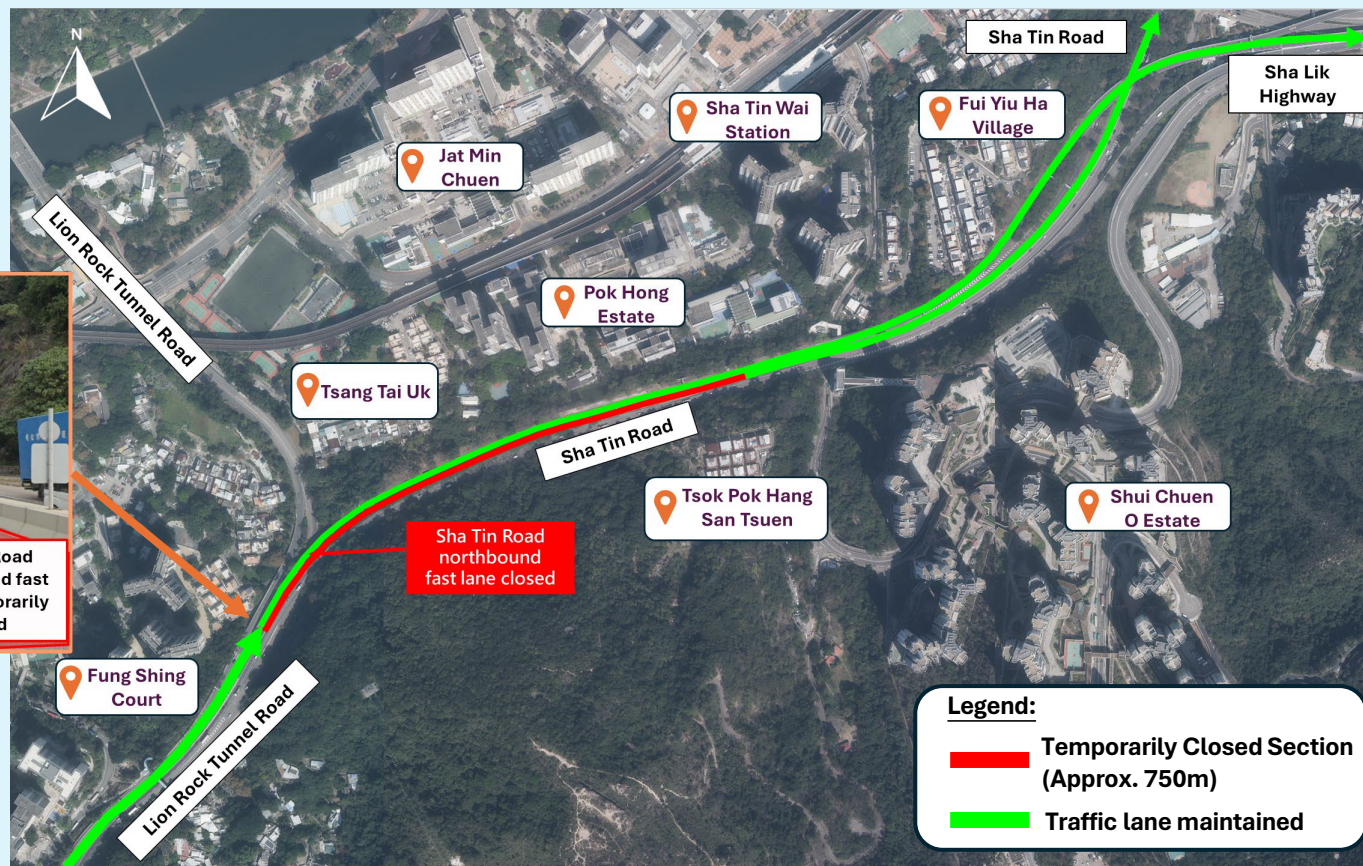 N
Sha Tin Road
Sha Lik
Highway
Sha Tin Wai
Station
Fui Yiu Ha
Village
Jat Min
Chuen
Lion Rock Tunnel Road
Pok Hong
Estate
Tsang Tai Uk
Sha Tin Road
Tsok Pok Hang
San Tsuen
Shui Chuen
O Estate
Sha Tin Road
northbound
fast lane closed
oad
d fast
orarily
d
Fung Shing
Court
Lion Rock Tunnel Road
Legend:
Temporarily Closed Section
(Approx. 750m)
Traffic lane maintained